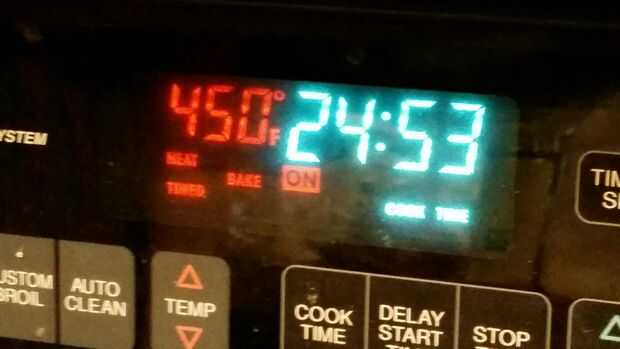 450°F 24:53
YSTEM
HEAT
TIMED BAKE ON
COOK TIME
TIM
S
USTOM
BROIL
AUTO
CLEAN
TEMP
COOK
TIME
DELAY
START
STOP